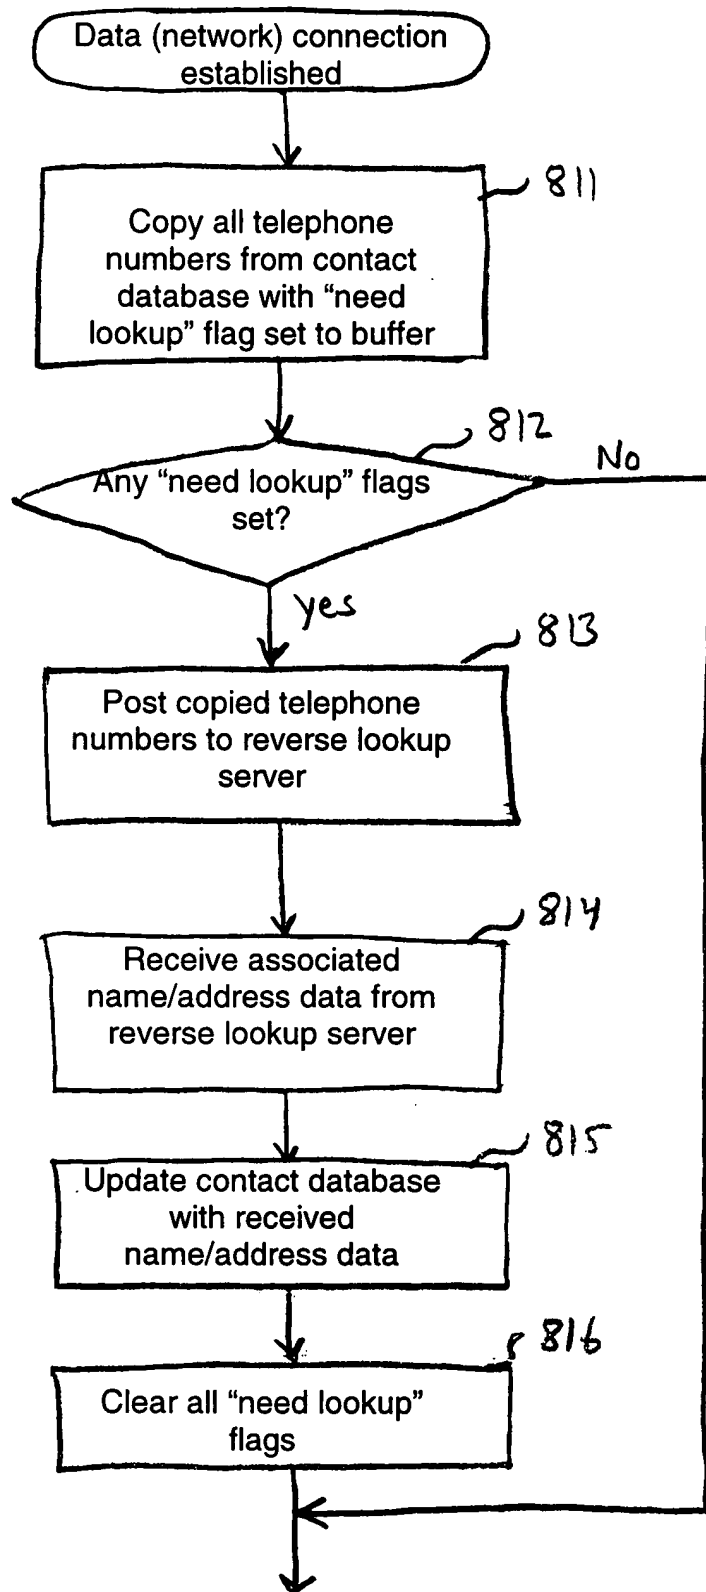 Data (network) connection
established
811
Copy all telephone
numbers from contact
database with “need
lookup” flag set to buffer
812
No
Any “need lookup” flags
set?
yes
813
Post copied telephone
numbers to reverse lookup
server
814
Receive associated
name/address data from
reverse lookup server
815
Update contact database
with received
name/address data
816
Clear all “need lookup”
flags